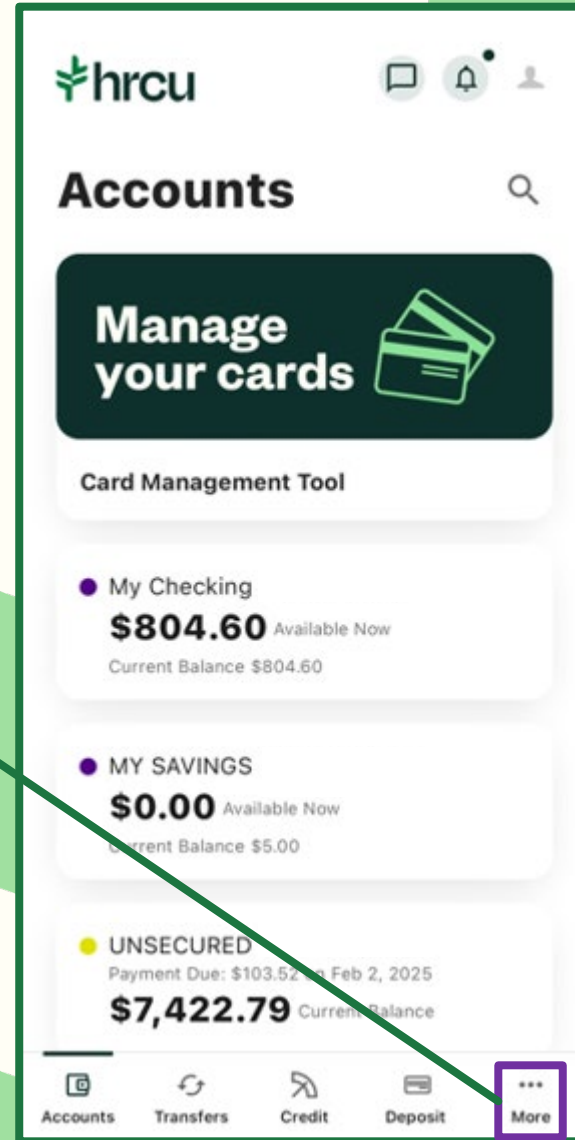 hrcu
Accounts
Manage
your cards
Card Management Tool
My Checking
$804.60 Available Now
Current Balance $804.60
MY SAVINGS
$0.00 Available Now
Current Balance $5.00
UNSECURED
Payment Due: $103.52 on Feb 2, 2025
$7,422.79 Current Balance
Accounts Transfers Credit Deposit More